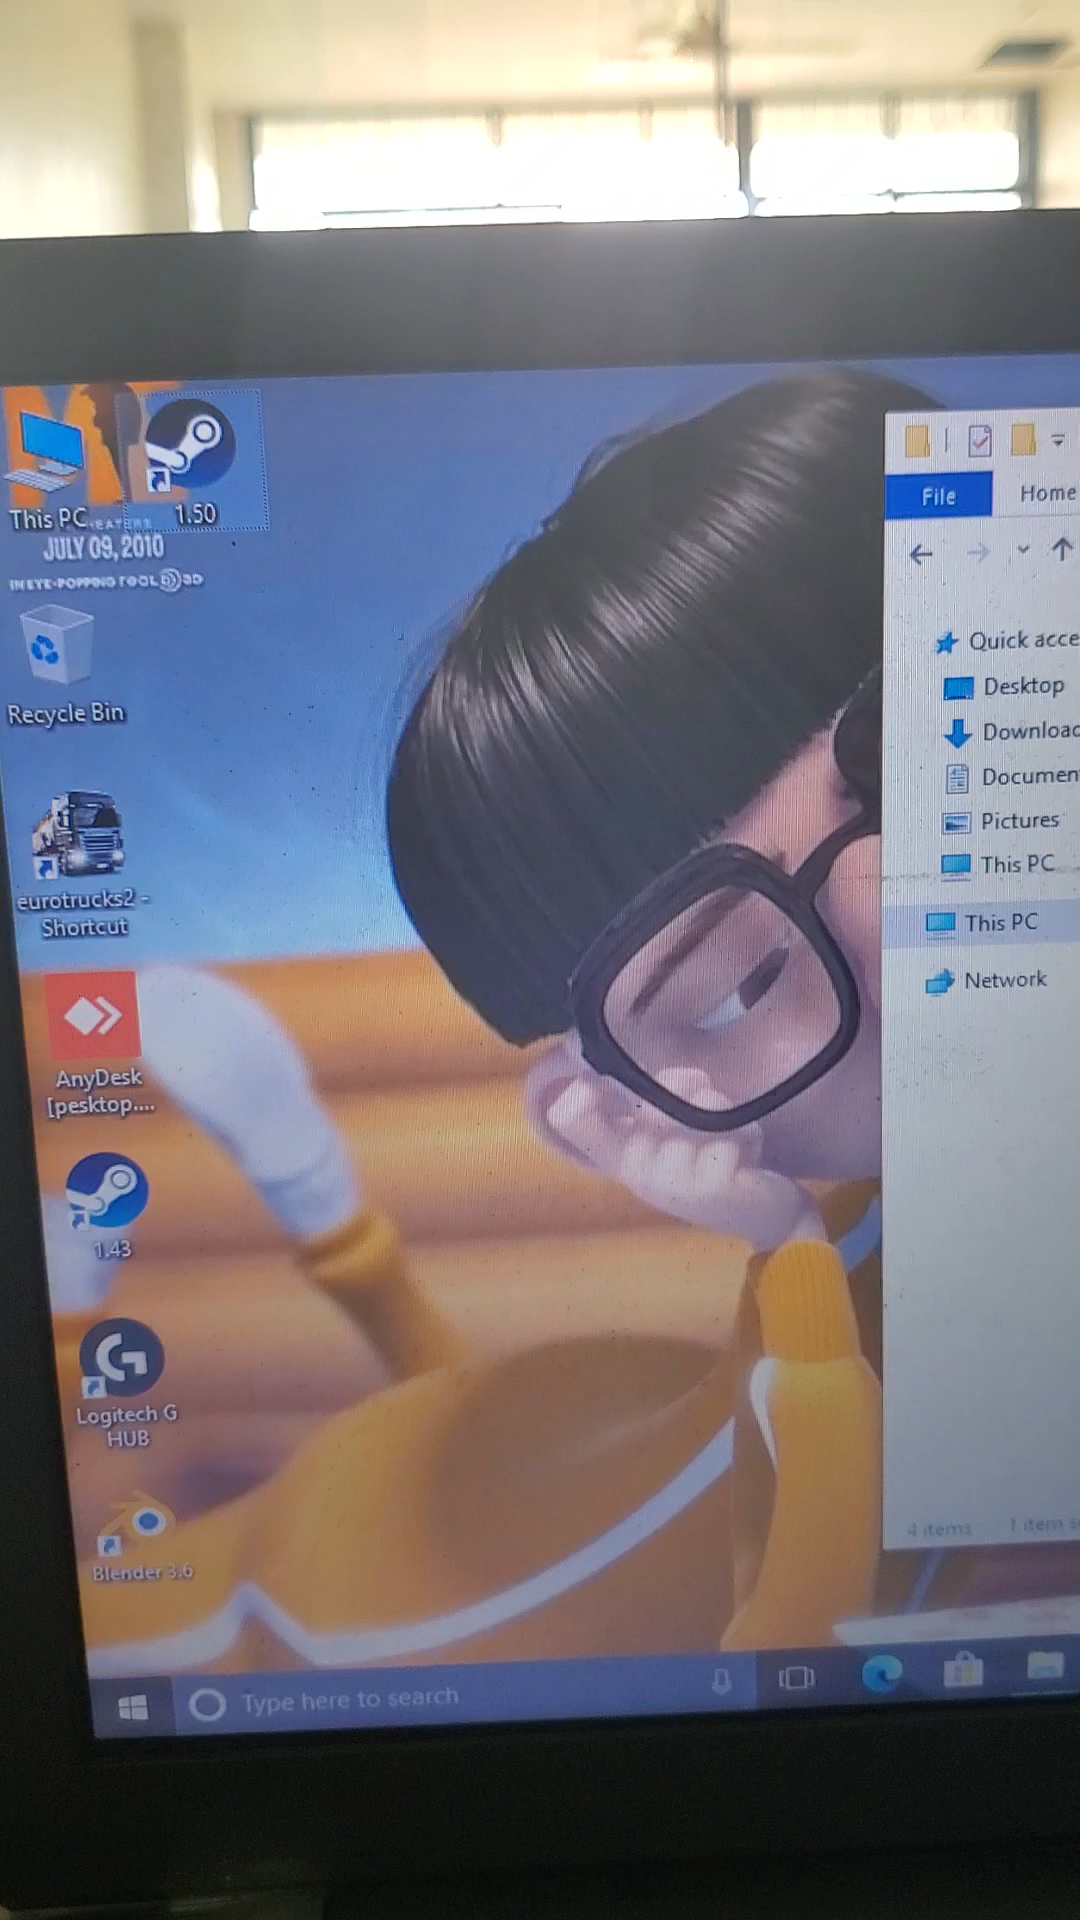 This PC
1.50
JULY 09, 2010
IN EYE-POPPING
3D
Recycle Bin
eurotrucks2 -
Shortcut
AnyDesk
[pesktop....
1.43
Logitech G
HUB
Blender 3.6
File
Home
Quick acce
Desktop
Downloac
Document
Pictures
This PC
This PC
Network
4 items
1 item s
Type here to search